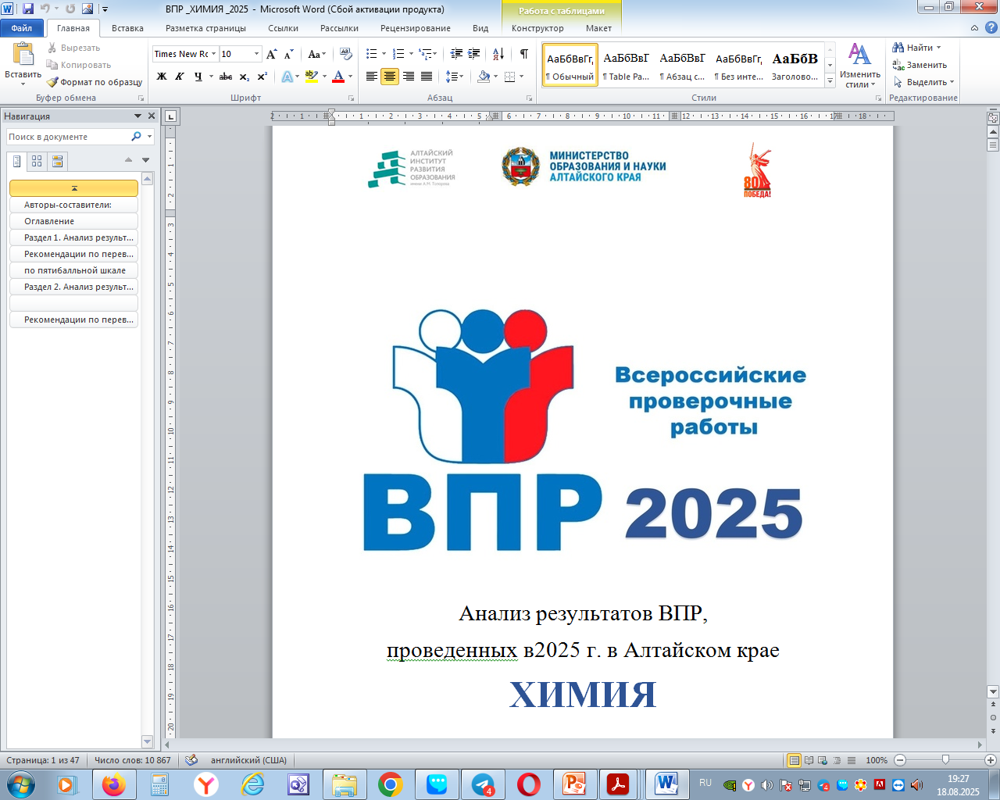 ВПР _ХИМИЯ _2025 - Microsoft Word (Сбой активации продукта)
Работа с таблицами
Файл
Главная
Вставка
Разметка страницы
Ссылки
Рассылки
Рецензирование
Вид
Конструктор
Макет
Вставить
Вырезать
Копировать
Формат по образцу
Буфер обмена
Times New Rc
10
Шрифт
Абзац
АаБбВвГг,
¶ Обычный
АаБбВвГ
¶ Table Pa...
АаБбВвГ
¶ Абзац с...
АаБбВвГг,
¶ Без инте...
АаБбВ
Заголово...
Изменить
стили
Стили
Найти
Заменить
Выделить
Редактирование
Навигация
Поиск в документе
Авторы-составители:
Оглавление
Раздел 1. Анализ результ...
Рекомендации по перев...
по пятибалльной шкале
Раздел 2. Анализ результ...
Рекомендации по перев...
АЛТАЙСКИЙ
ИНСТИТУТ
РАЗВИТИЯ
ОБРАЗОВАНИЯ
имени А.М. Топорова
МИНИСТЕРСТВО
ОБРАЗОВАНИЯ И НАУКИ
АЛТАЙСКОГО КРАЯ
80
ПОБЕДА!
Всероссийские
проверочные
работы
ВПР 2025
Анализ результатов ВПР,
проведенных в2025 г. в Алтайском крае
ХИМИЯ
Страница: 1 из 47
Число слов: 10 867
английский (США)
100%
RU
19:27
18.08.2025